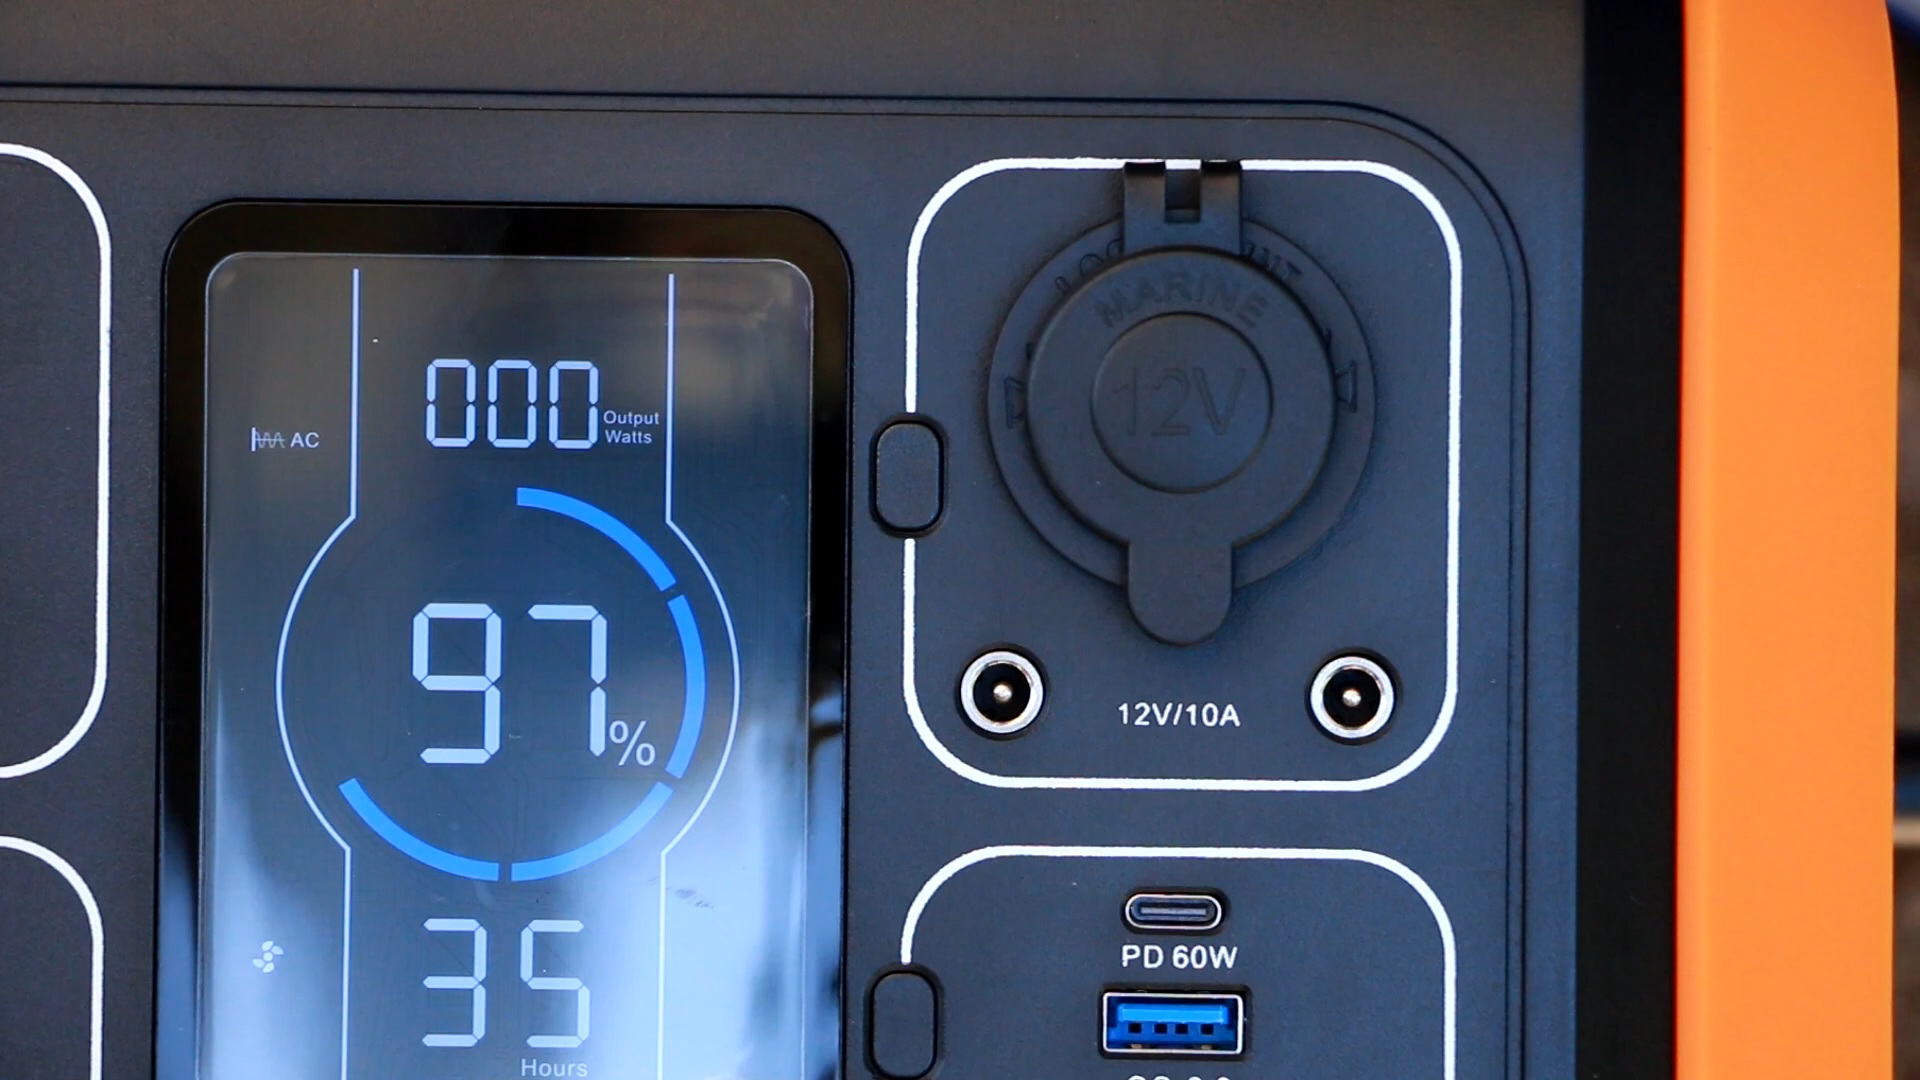 000
Output
Watts
AC
97%
35
Hours
MARINE
12V
12V/10A
PD 60W